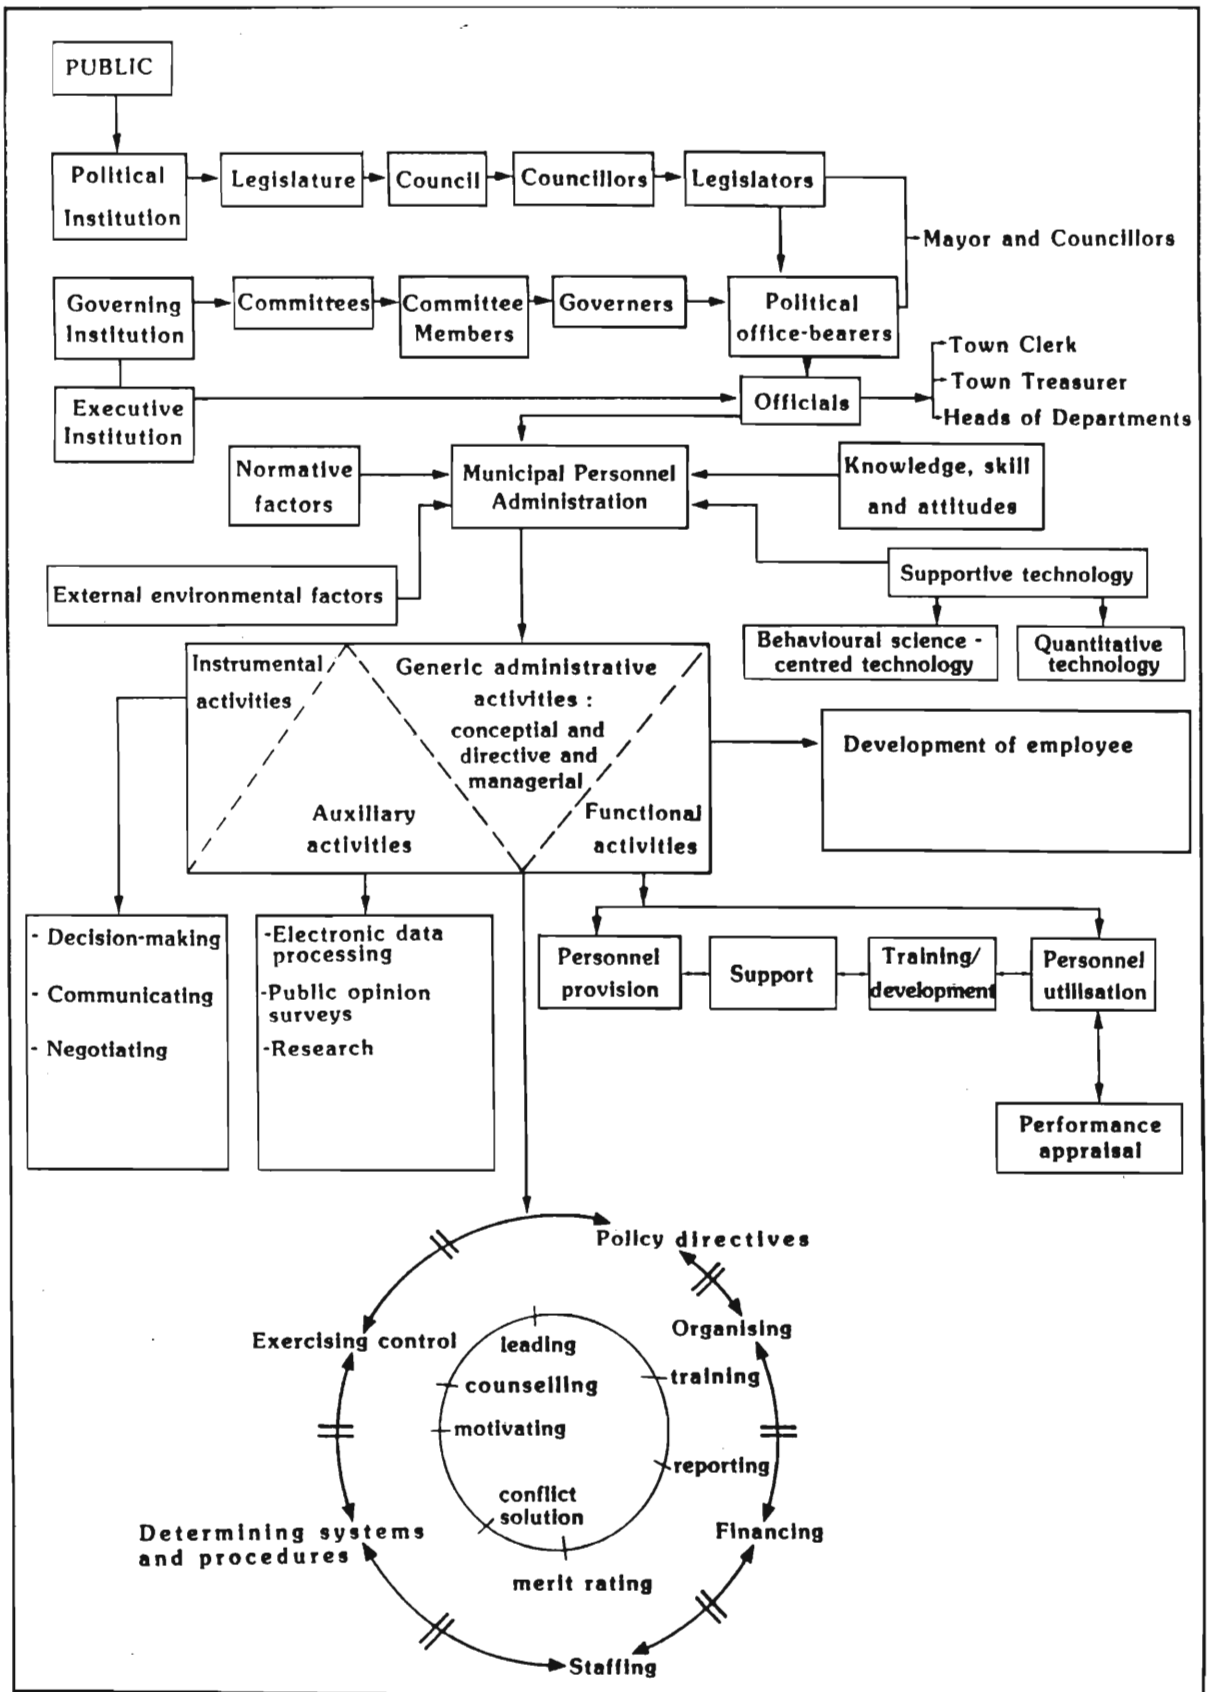 PUBLIC
Political
Institution
Legislature
Council
Councillors
Legislators
Mayor and Councillors
Governing
Institution
Committees
Committee
Members
Governers
Political
office-bearers
Town Clerk
Town Treasurer
Heads of Departments
Executive
Institution
Officials
Normative
factors
Municipal Personnel
Administration
Knowledge, skill
and attitudes
External environmental factors
Supportive technology
Behavioural science -
centred technology
Quantitative
technology
Instrumental
activities
Generic administrative
activities :
conceptial and
directive and
managerial
Auxiliary
activities
Functional
activities
Development of employee
- Decision-making
- Communicating
- Negotiating
-Electronic data
processing
-Public opinion
surveys
-Research
Personnel
provision
Support
Training/
development
Personnel
utilisation
Performance
appraisal
Policy directives
Exercising control
Organising
leading
counselling
training
motivating
reporting
conflict
solution
Determining systems
and procedures
Financing
merit rating
Staffing